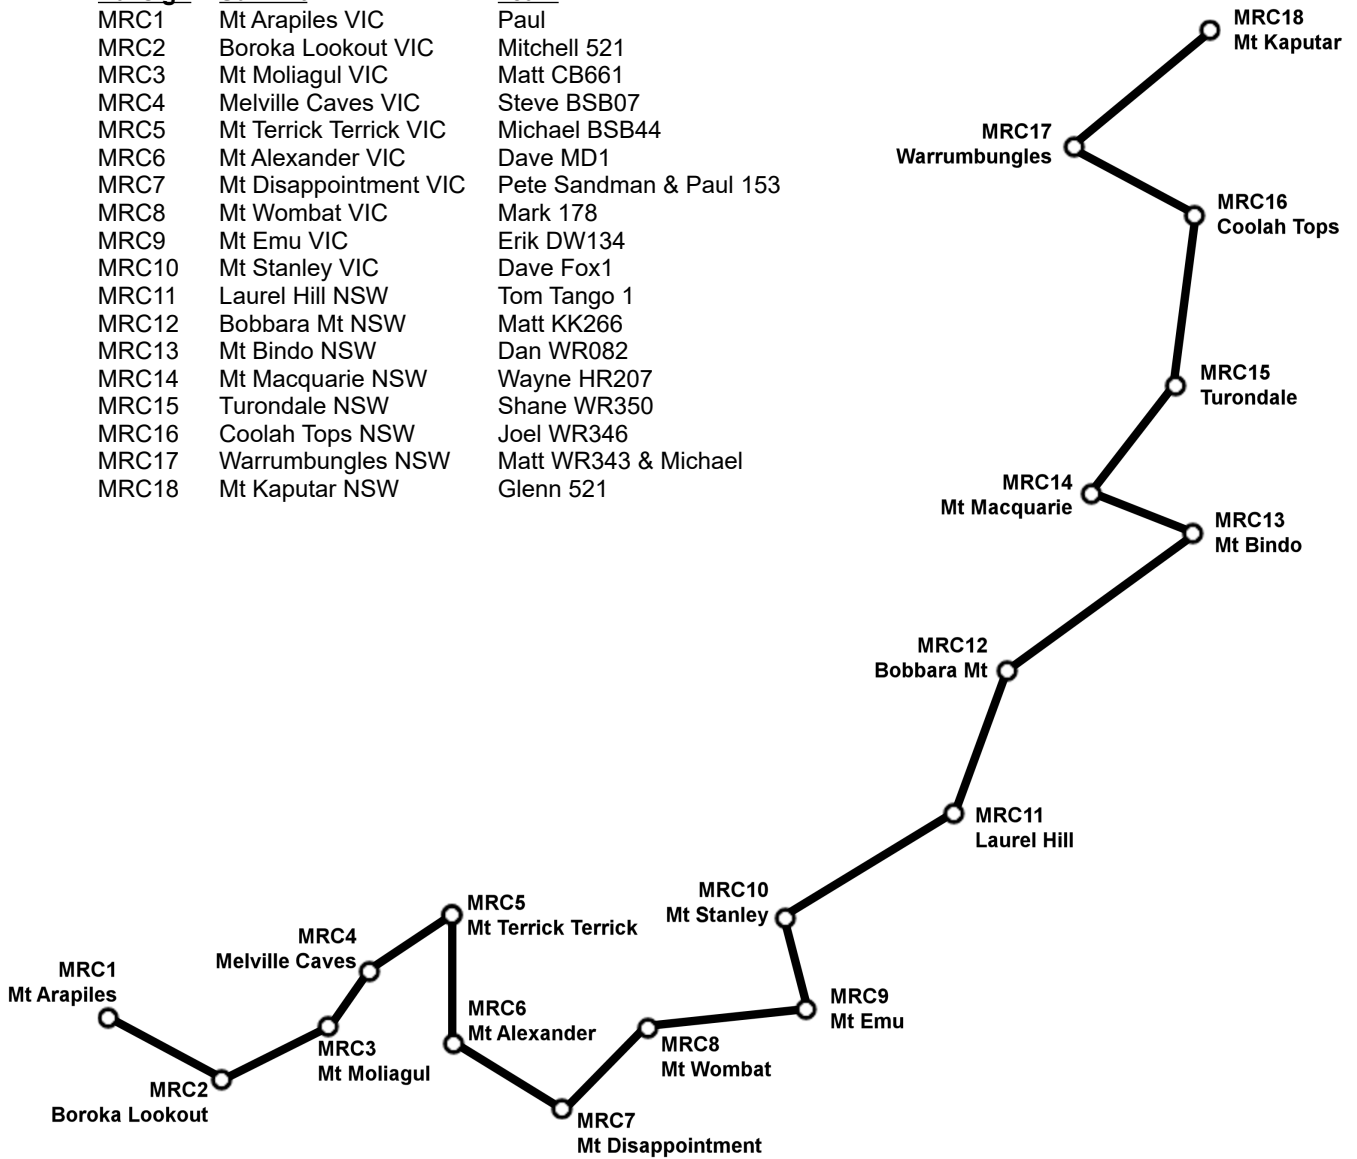 MRC1 Mt Arapiles VIC Paul
MRC2 Boroka Lookout VIC Mitchell 521
MRC3 Mt Moliagul VIC Matt CB661
MRC4 Melville Caves VIC Steve BSB07
MRC5 Mt Terrick Terrick VIC Michael BSB44
MRC6 Mt Alexander VIC Dave MD1
MRC7 Mt Disappointment VIC Pete Sandman & Paul 153
MRC8 Mt Wombat VIC Mark 178
MRC9 Mt Emu VIC Erik DW134
MRC10 Mt Stanley VIC Dave Fox1
MRC11 Laurel Hill NSW Tom Tango 1
MRC12 Bobbara Mt NSW Matt KK266
MRC13 Mt Bindo NSW Dan WR082
MRC14 Mt Macquarie NSW Wayne HR207
MRC15 Turondale NSW Shane WR350
MRC16 Coolah Tops NSW Joel WR346
MRC17 Warrumbungles NSW Matt WR343 & Michael
MRC18 Mt Kaputar NSW Glenn 521
MRC18
Mt Kaputar
MRC17
Warrumbungles
MRC16
Coolah Tops
MRC15
Turondale
MRC14
Mt Macquarie
MRC13
Mt Bindo
MRC12
Bobbara Mt
MRC11
Laurel Hill
MRC10
Mt Stanley
MRC5
Mt Terrick Terrick
MRC4
Melville Caves
MRC1
Mt Arapiles
MRC9
Mt Emu
MRC6
Mt Alexander
MRC8
Mt Wombat
MRC3
Mt Moliagul
MRC2
Boroka Lookout
MRC7
Mt Disappointment